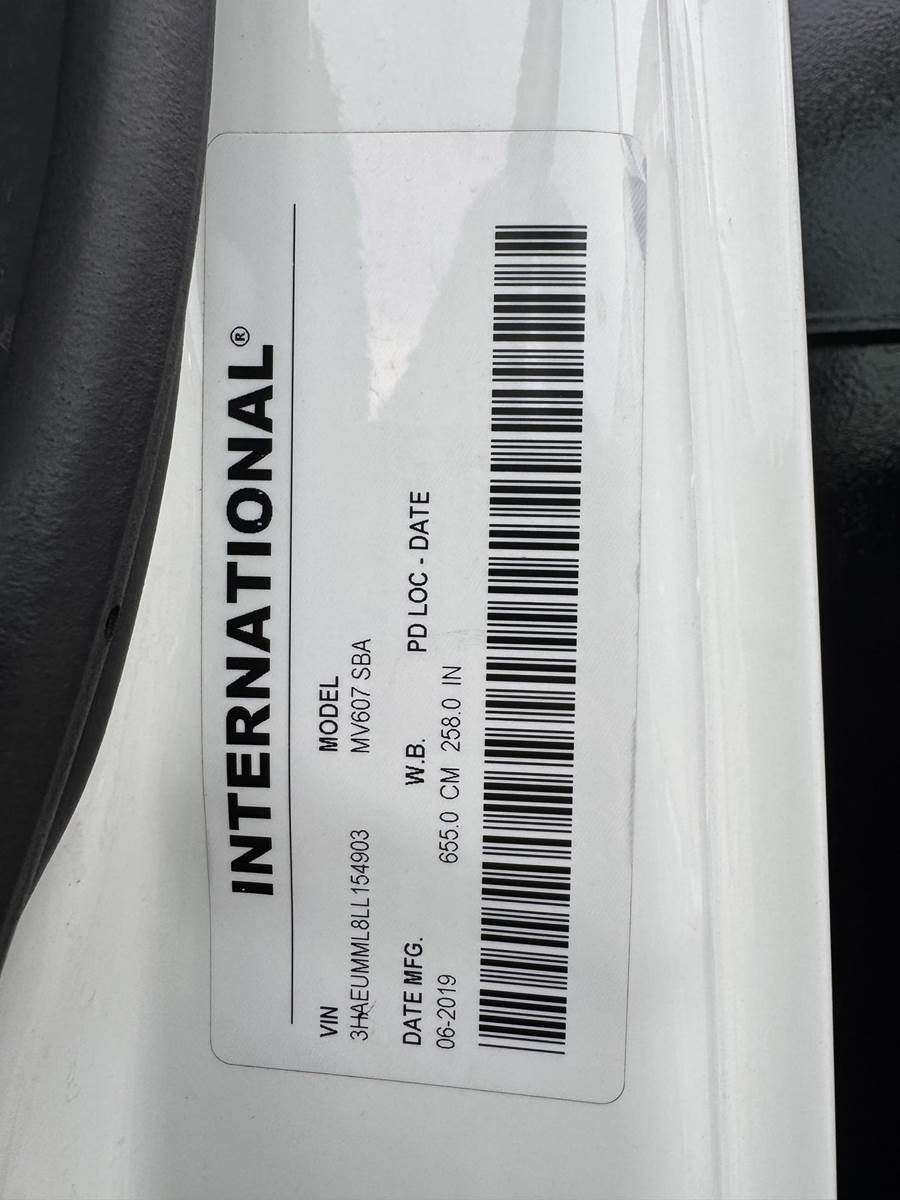 INTERNATIONAL®
VIN MODEL
3HAEUMML8LL154903 MV607 SBA
DATE MFG. W.B. PD LOC - DATE
06-2019 655.0 CM 258.0 IN